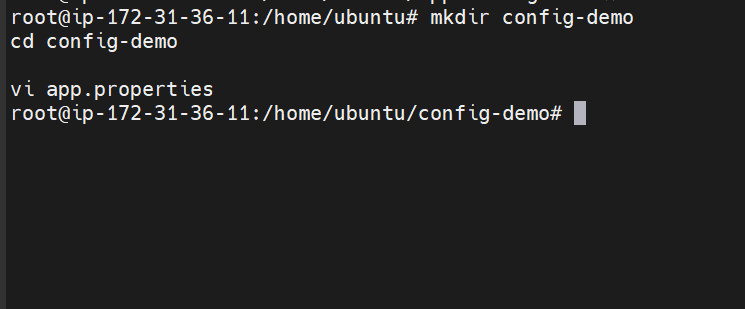 root@ip-172-31-36-11:/home/ubuntu# mkdir config-demo
cd config-demo
vi app.properties
root@ip-172-31-36-11:/home/ubuntu/config-demo#